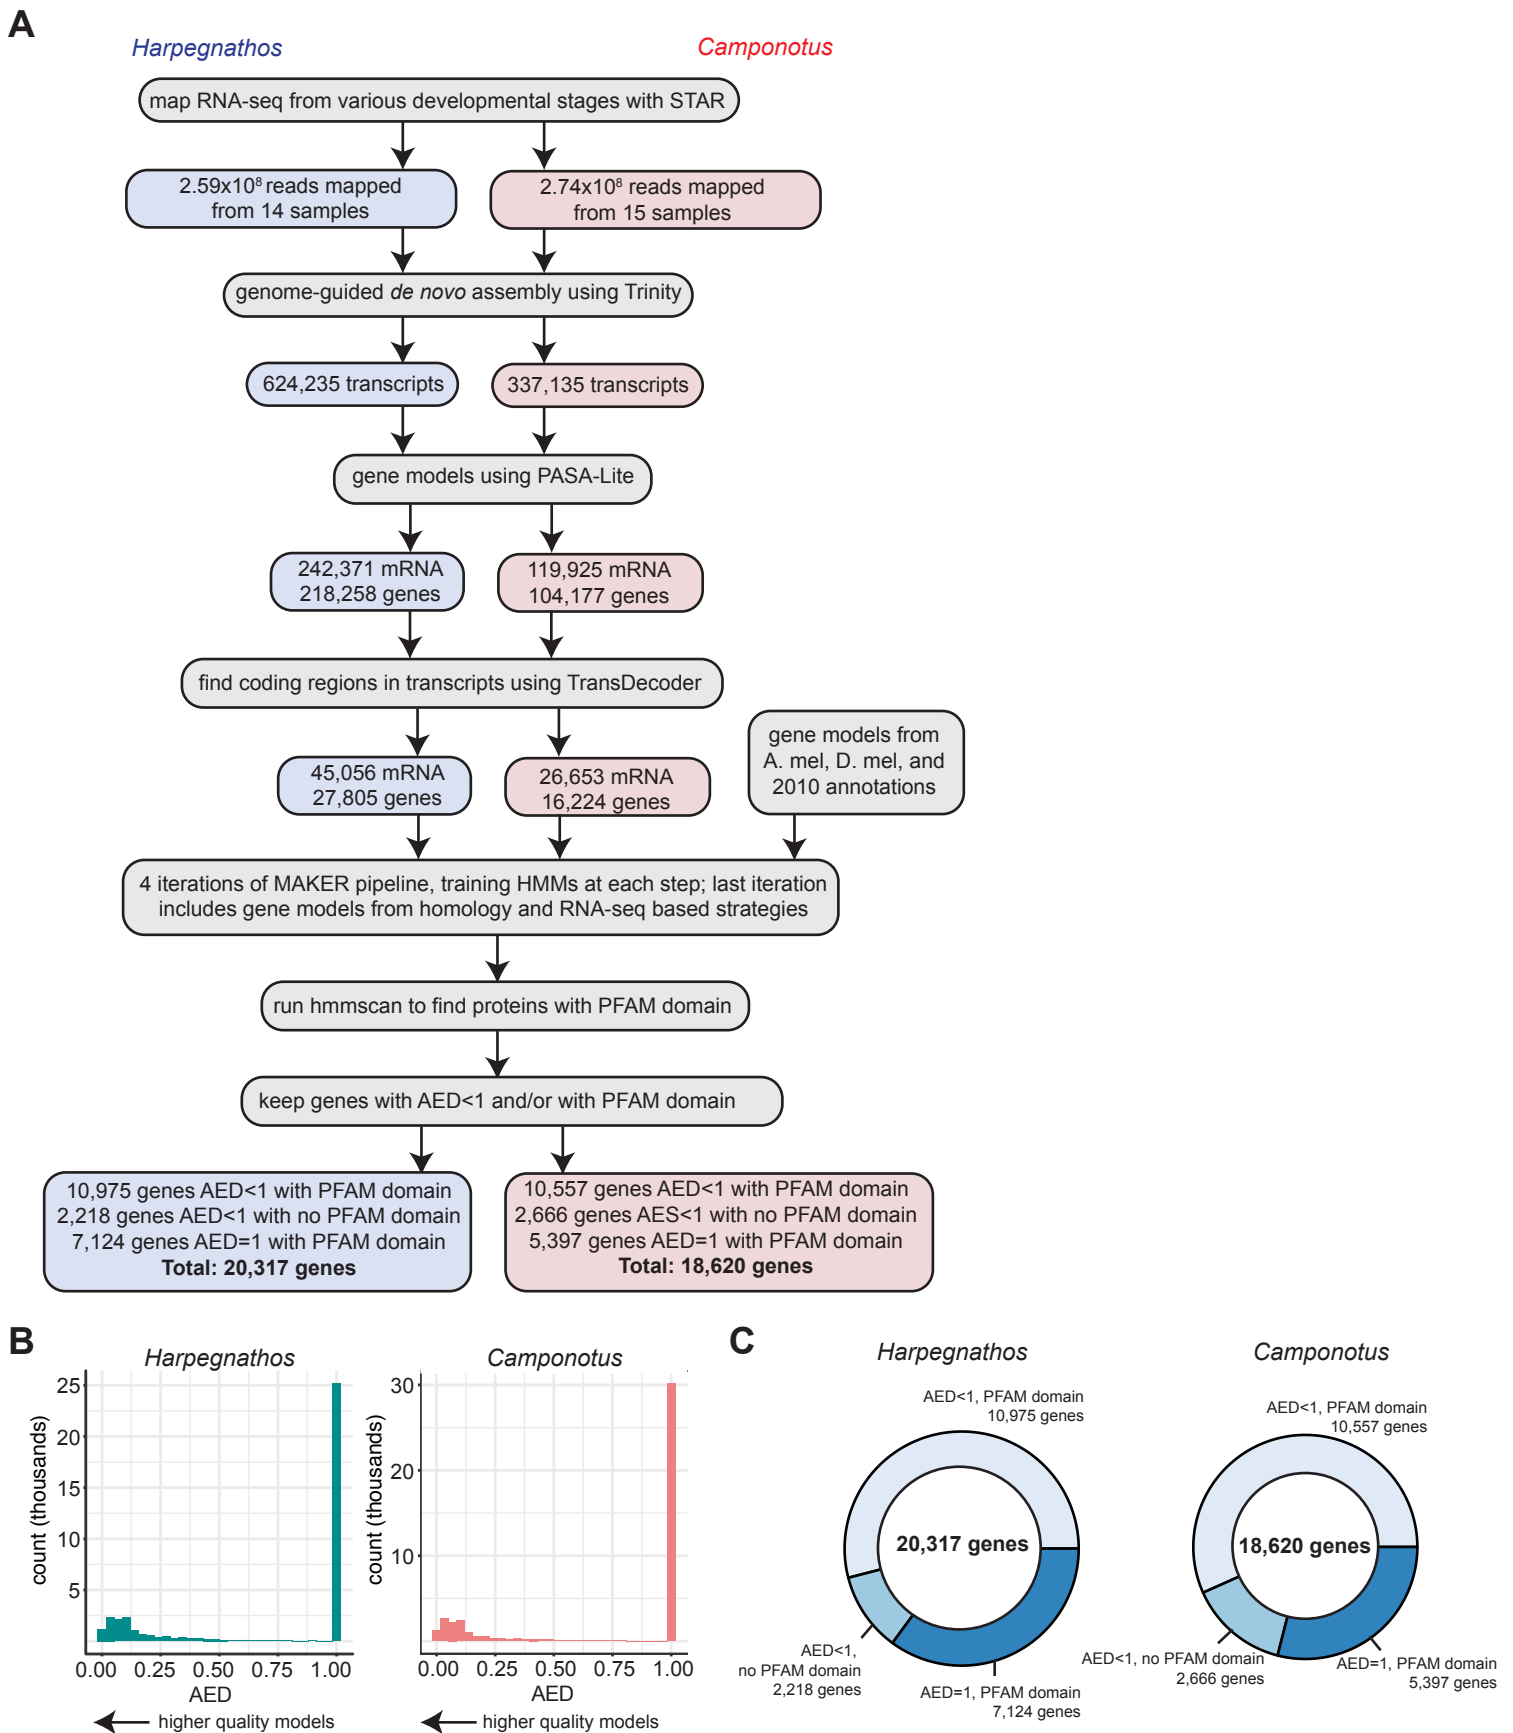 A
Harpegnathos
Camponotus
map RNA-seq from various developmental stages with STAR
2.59x10⁸ reads mapped
from 14 samples
2.74x10⁸ reads mapped
from 15 samples
genome-guided de novo assembly using Trinity
624,235 transcripts
337,135 transcripts
gene models using PASA-Lite
242,371 mRNA
218,258 genes
119,925 mRNA
104,177 genes
find coding regions in transcripts using TransDecoder
gene models from
A. mel, D. mel, and
2010 annotations
45,056 mRNA
27,805 genes
26,653 mRNA
16,224 genes
4 iterations of MAKER pipeline, training HMMs at each step; last iteration
includes gene models from homology and RNA-seq based strategies
run hmmscan to find proteins with PFAM domain
keep genes with AED<1 and/or with PFAM domain
10,975 genes AED<1 with PFAM domain
2,218 genes AED<1 with no PFAM domain
7,124 genes AED=1 with PFAM domain
Total: 20,317 genes
10,557 genes AED<1 with PFAM domain
2,666 genes AES<1 with no PFAM domain
5,397 genes AED=1 with PFAM domain
Total: 18,620 genes
B
Harpegnathos
count (thousands)
25
20
15
10
5
0.00 0.25 0.50 0.75 1.00
AED
higher quality models
Camponotus
count (thousands)
30
20
10
0.00 0.25 0.50 0.75 1.00
AED
higher quality models
C
Harpegnathos
AED<1, PFAM domain
10,975 genes
20,317 genes
AED<1,
no PFAM domain
2,218 genes
AED=1, PFAM domain
7,124 genes
Camponotus
AED<1, PFAM domain
10,557 genes
18,620 genes
AED<1, no PFAM domain
2,666 genes
AED=1, PFAM domain
5,397 genes